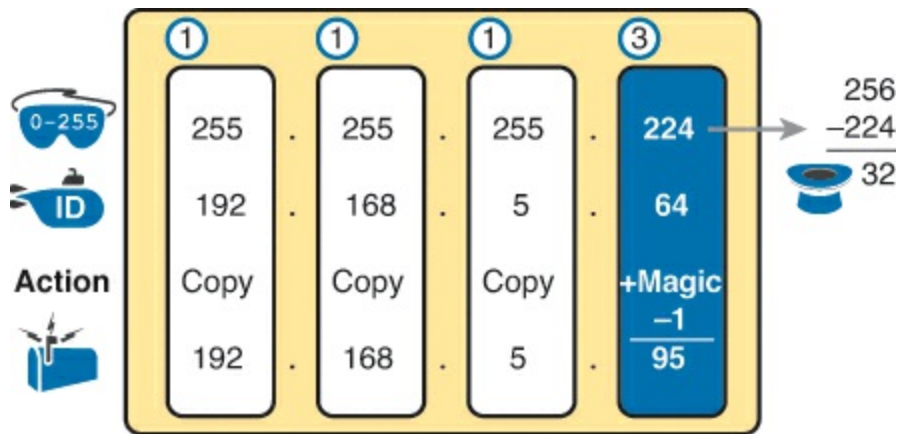 1 1 1 3
0-255 255 . 255 . 255 . 224 256
–224
32
ID 192 . 168 . 5 . 64
Action Copy Copy Copy +Magic
–1
192 . 168 . 5 . 95